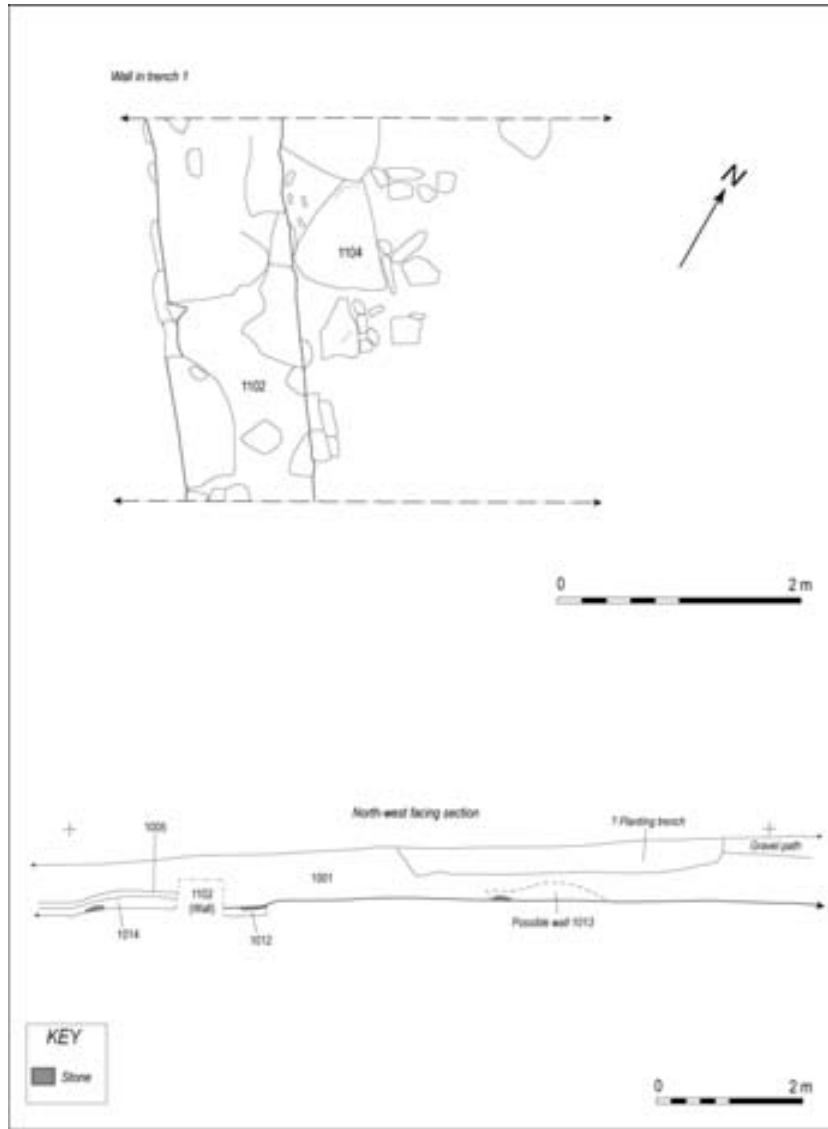 Wall in trench 1
N
1104
1102
0 2 m
North-west facing section
1005
? Planting trench
Gravel path
1001
1102
(Wall)
1014
1012
Possible wall 1013
KEY
Stone
0 2 m